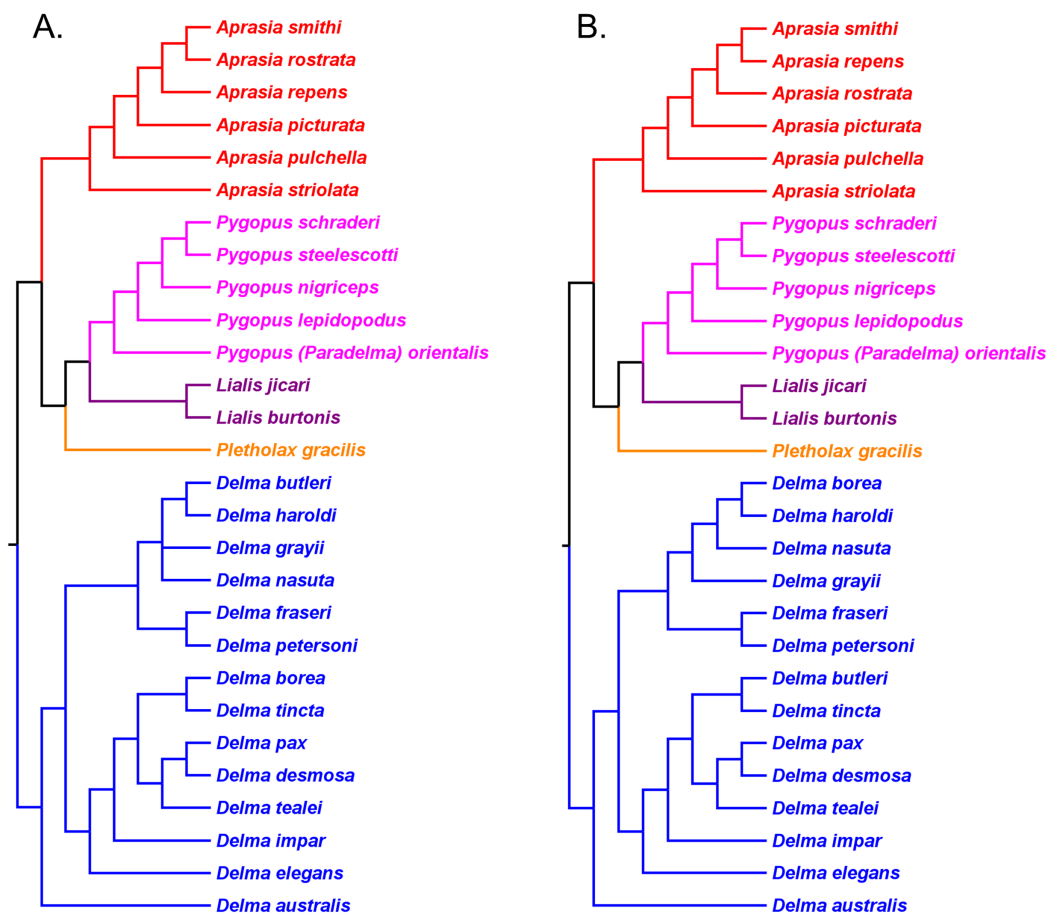 A.
Aprasia smithi
Aprasia rostrata
Aprasia repens
Aprasia picturata
Aprasia pulchella
Aprasia striolata
Pygopus schraderi
Pygopus steelescotti
Pygopus nigriceps
Pygopus lepidopodus
Pygopus (Paradelma) orientalis
Lialis jicari
Lialis burtonis
Pletholax gracilis
Delma butleri
Delma haroldi
Delma grayii
Delma nasuta
Delma fraseri
Delma petersoni
Delma borea
Delma tincta
Delma pax
Delma desmosa
Delma tealei
Delma impar
Delma elegans
Delma australis
B.
Aprasia smithi
Aprasia repens
Aprasia rostrata
Aprasia picturata
Aprasia pulchella
Aprasia striolata
Pygopus schraderi
Pygopus steelescotti
Pygopus nigriceps
Pygopus lepidopodus
Pygopus (Paradelma) orientalis
Lialis jicari
Lialis burtonis
Pletholax gracilis
Delma borea
Delma haroldi
Delma nasuta
Delma grayii
Delma fraseri
Delma petersoni
Delma butleri
Delma tincta
Delma pax
Delma desmosa
Delma tealei
Delma impar
Delma elegans
Delma australis